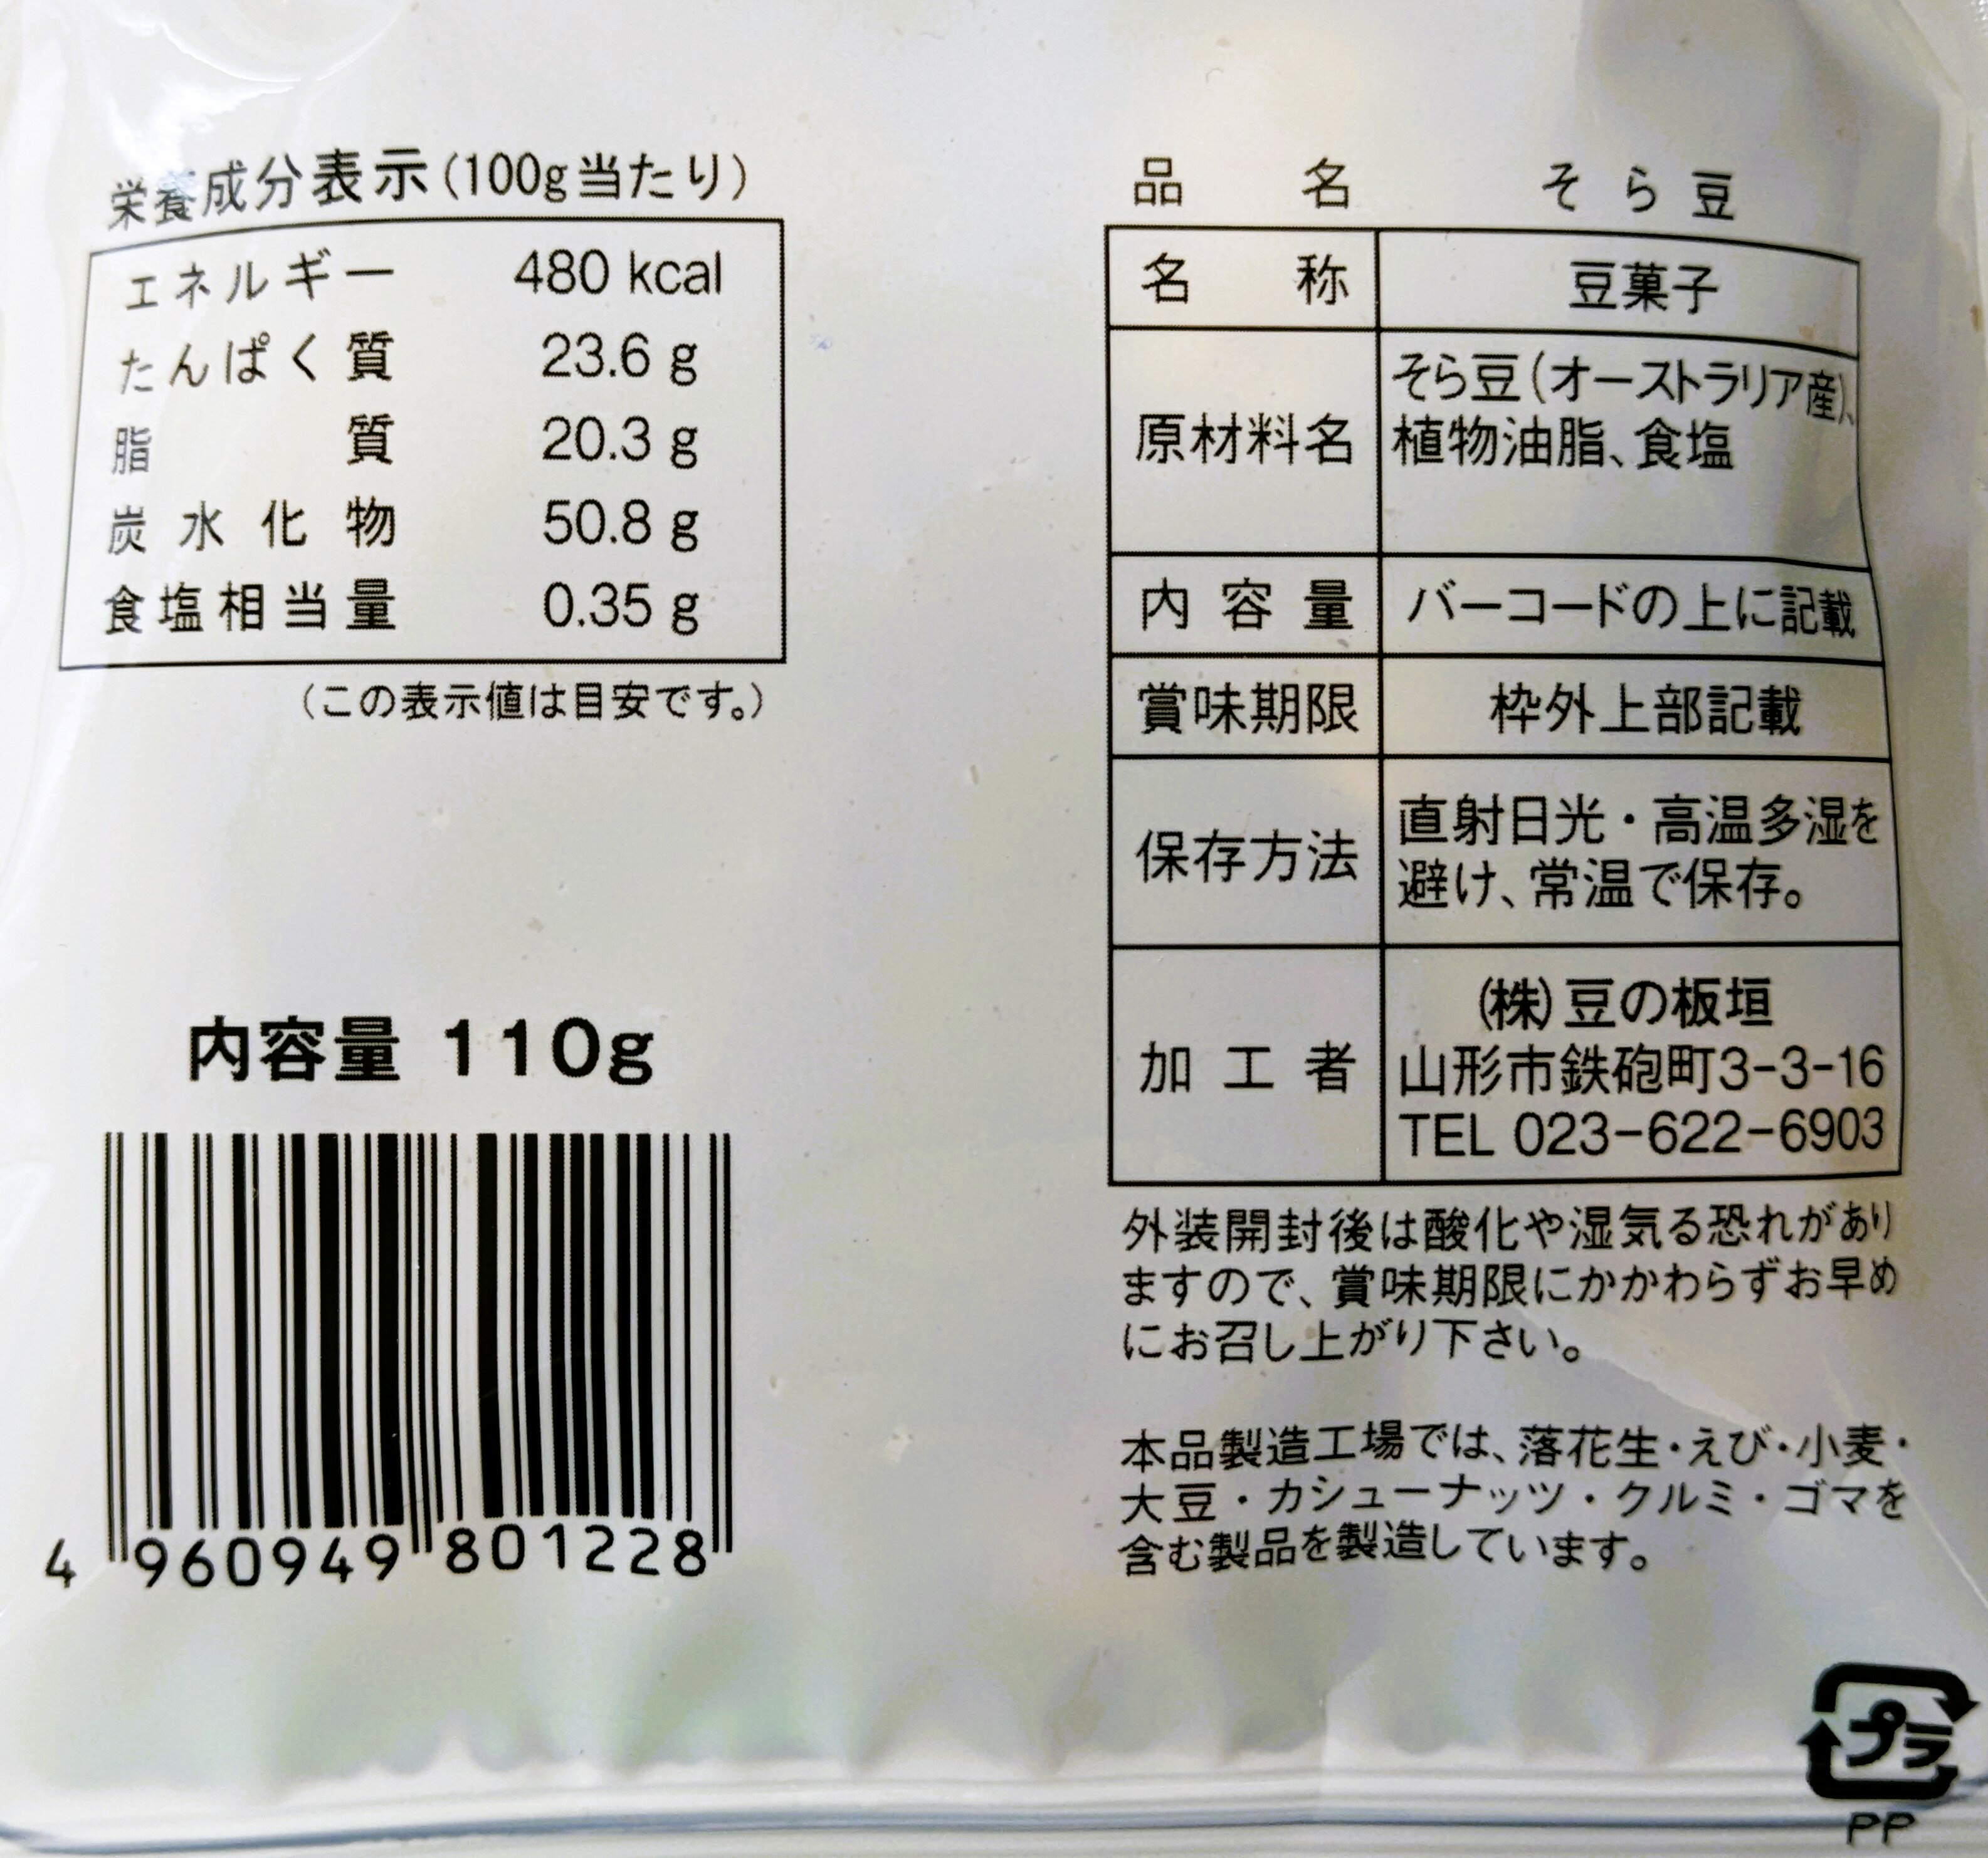 栄養成分表示(100g当たり)
エネルギー 480 kcal
たんぱく質 23.6 g
脂質 20.3 g
炭水化物 50.8 g
食塩相当量 0.35 g
(この表示値は目安です。)
内容量 110g
4 960949 801228
品名 そら豆
名称 豆菓子
原材料名 そら豆(オーストラリア産)、
植物油脂、食塩
内容量 バーコードの上に記載
賞味期限 枠外上部記載
保存方法 直射日光・高温多湿を
避け、常温で保存。
加工者 (株)豆の板垣
山形市鉄砲町3-3-16
TEL 023-622-6903
外装開封後は酸化や湿気る恐れがあり
ますので、賞味期限にかかわらずお早め
にお召し上がり下さい。
本品製造工場では、落花生・えび・小麦・
大豆・カシューナッツ・クルミ・ゴマを
含む製品を製造しています。
プラ
PP